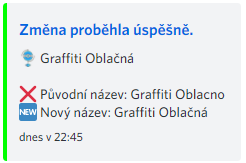 Změna proběhla úspěšně.
Graffiti Oblačná
❌ Původní název: Graffiti Oblacno
🆕 Nový název: Graffiti Oblačná
dnes v 22:45